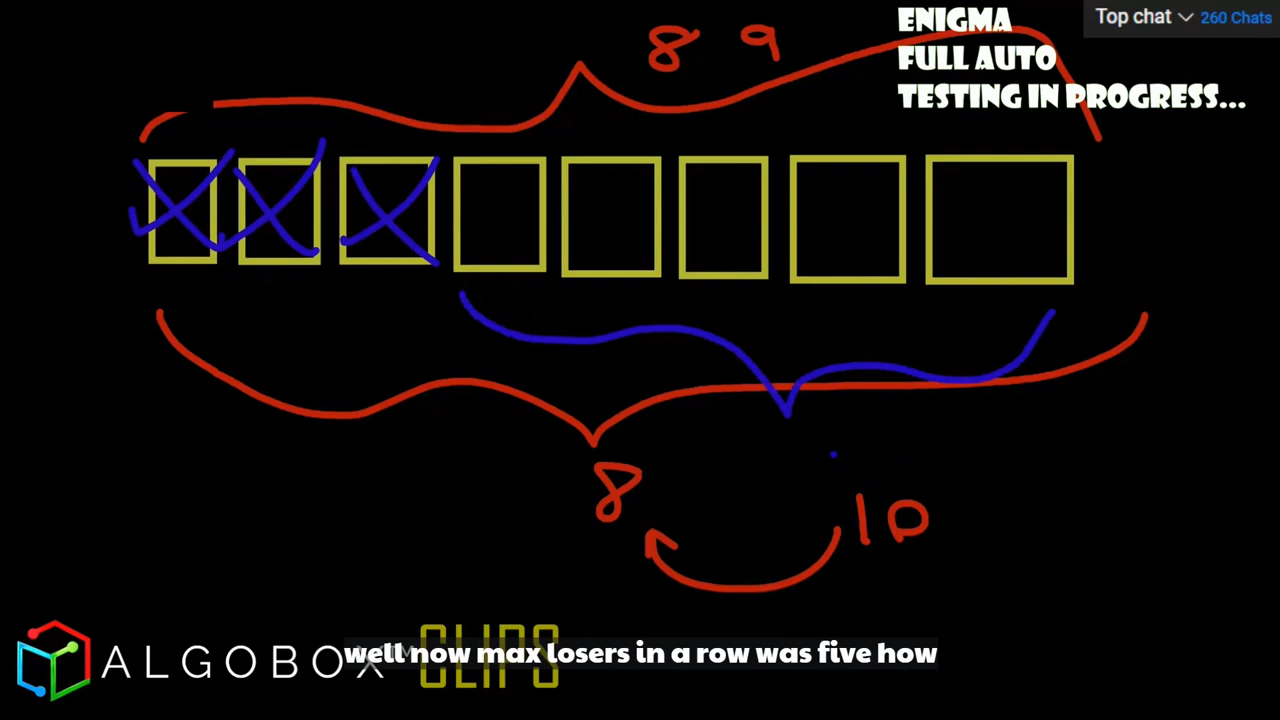 Top chat 260 Chats
ENIGMA
FULL AUTO
TESTING IN PROGRESS...
8 9
8
10
ALGOBOX CLIPS
well now max losers in a row was five how